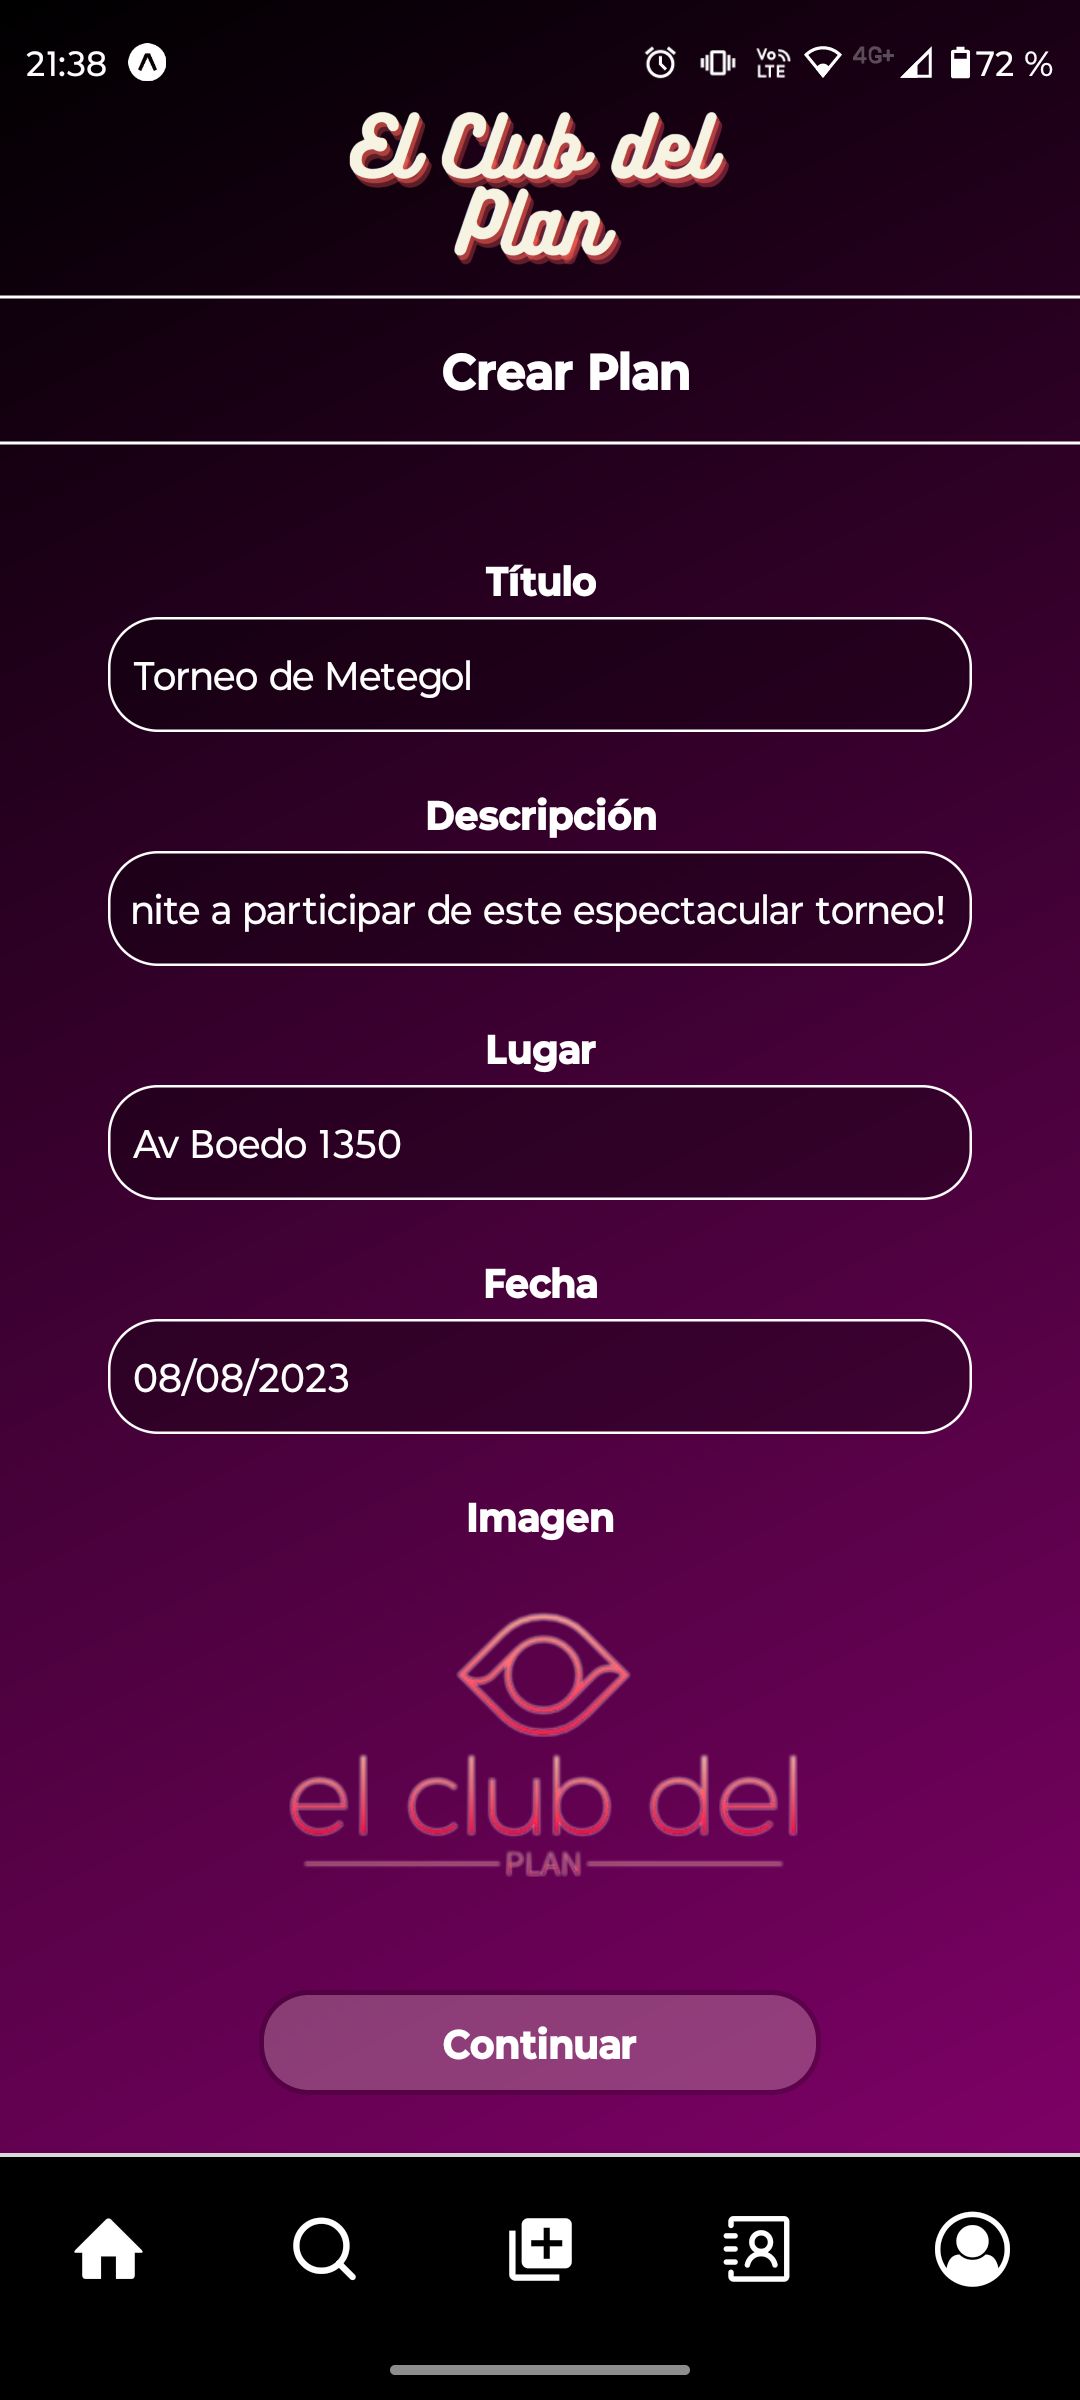 21:38
Vo LTE 4G+ 72 %
El Club del
Plan
Crear Plan
Título
Torneo de Metegol
Descripción
nite a participar de este espectacular torneo!
Lugar
Av Boedo 1350
Fecha
08/08/2023
Imagen
el club del
PLAN
Continuar